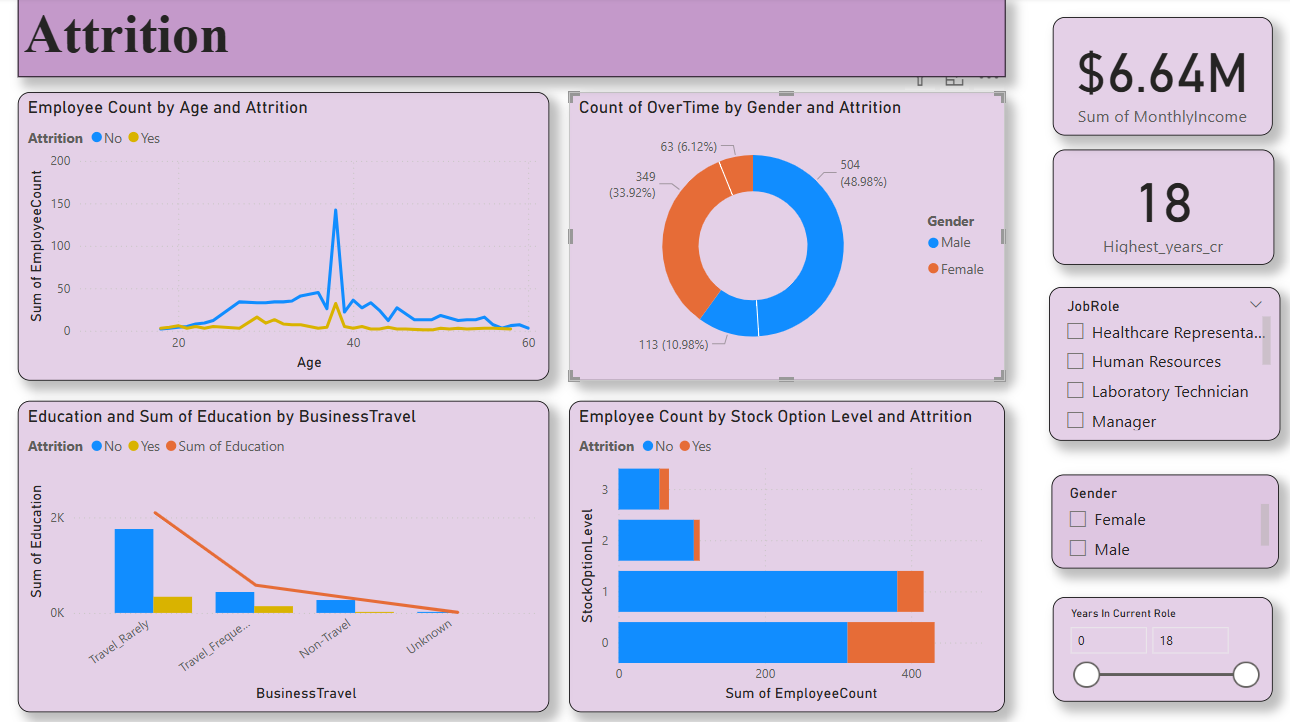 Attrition
Employee Count by Age and Attrition
Attrition No Yes
Sum of EmployeeCount
200
150
100
50
0
20 40 60
Age
Count of OverTime by Gender and Attrition
63 (6.12%)
504
(48.98%)
349
(33.92%)
113 (10.98%)
Gender
Male
Female
Education and Sum of Education by BusinessTravel
Attrition No Yes Sum of Education
Sum of Education
2K
0K
Travel_Rarely
Travel_Freque...
Non-Travel
Unknown
BusinessTravel
Employee Count by Stock Option Level and Attrition
Attrition No Yes
StockOptionLevel
3
2
1
0
0 200 400
Sum of EmployeeCount
$6.64M
Sum of MonthlyIncome
18
Highest_years_cr
JobRole
Healthcare Representa...
Human Resources
Laboratory Technician
Manager
Gender
Female
Male
Years In Current Role
0 18